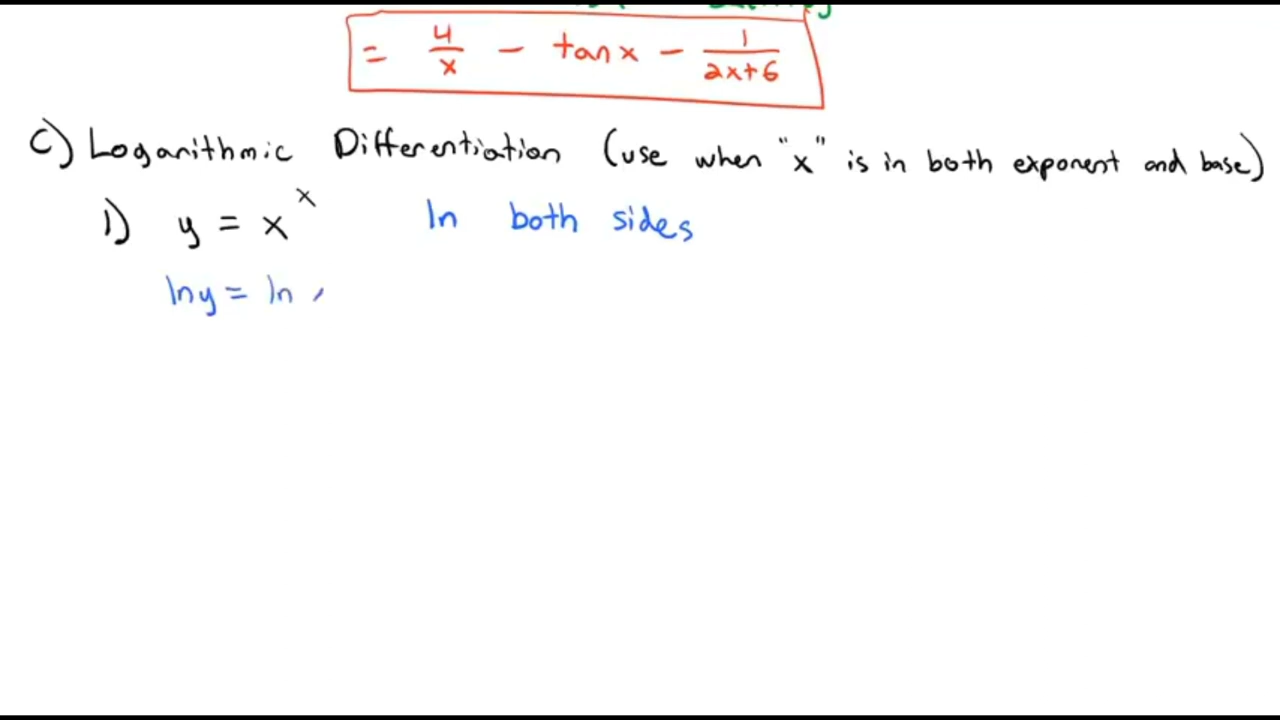 = 4/x - tanx - 1/(2x+6)
C) Logarithmic Differentiation (use when "x" is in both exponent and base)
1) y = x^x ln both sides
ln y = ln